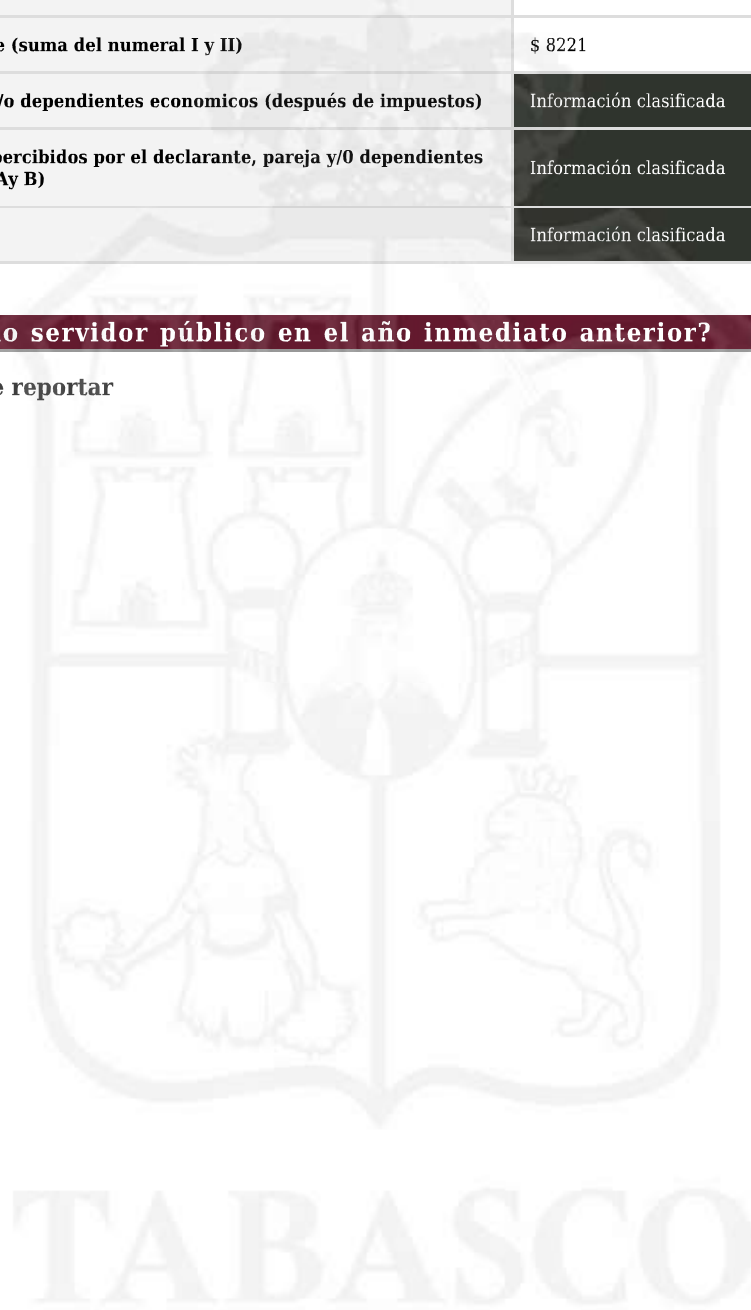 e (suma del numeral I y II)
$ 8221
/o dependientes economicos (después de impuestos)
Información clasificada
percibidos por el declarante, pareja y/0 dependientes
Ay B)
Información clasificada
Información clasificada
o servidor público en el año inmediato anterior?
e reportar
TABASCO